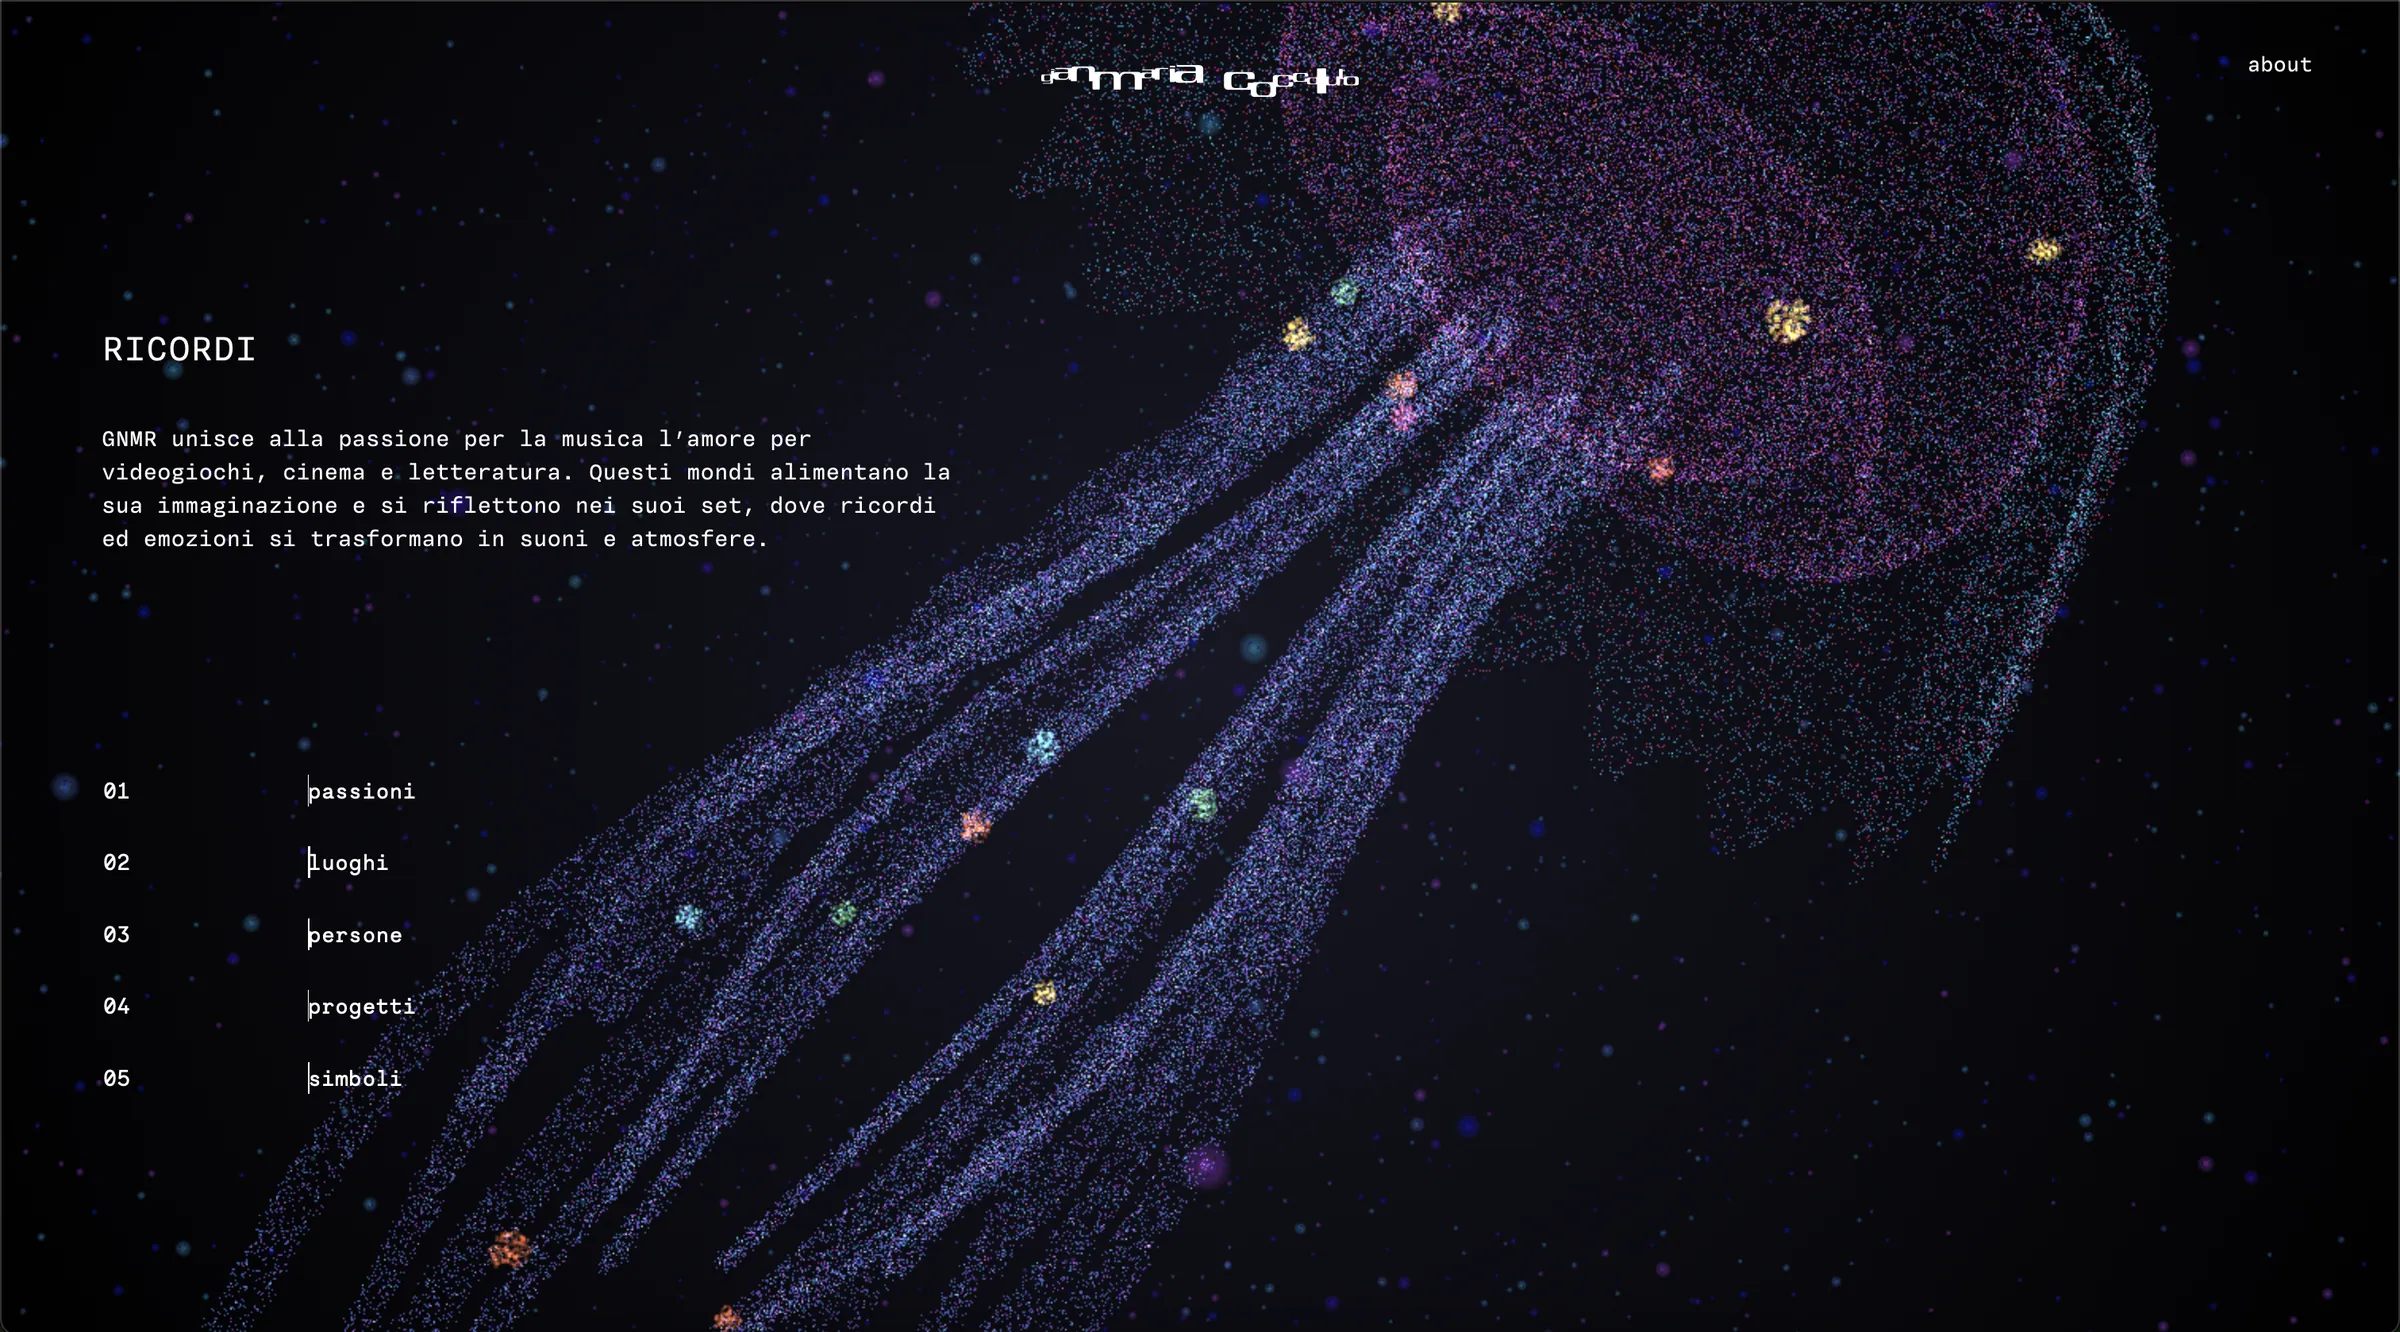 gianmaria coccoluto
about
RICORDI
GNMR unisce alla passione per la musica l’amore per
videogiochi, cinema e letteratura. Questi mondi alimentano la
sua immaginazione e si riflettono nei suoi set, dove ricordi
ed emozioni si trasformano in suoni e atmosfere.
01 passioni
02 luoghi
03 persone
04 progetti
05 simboli